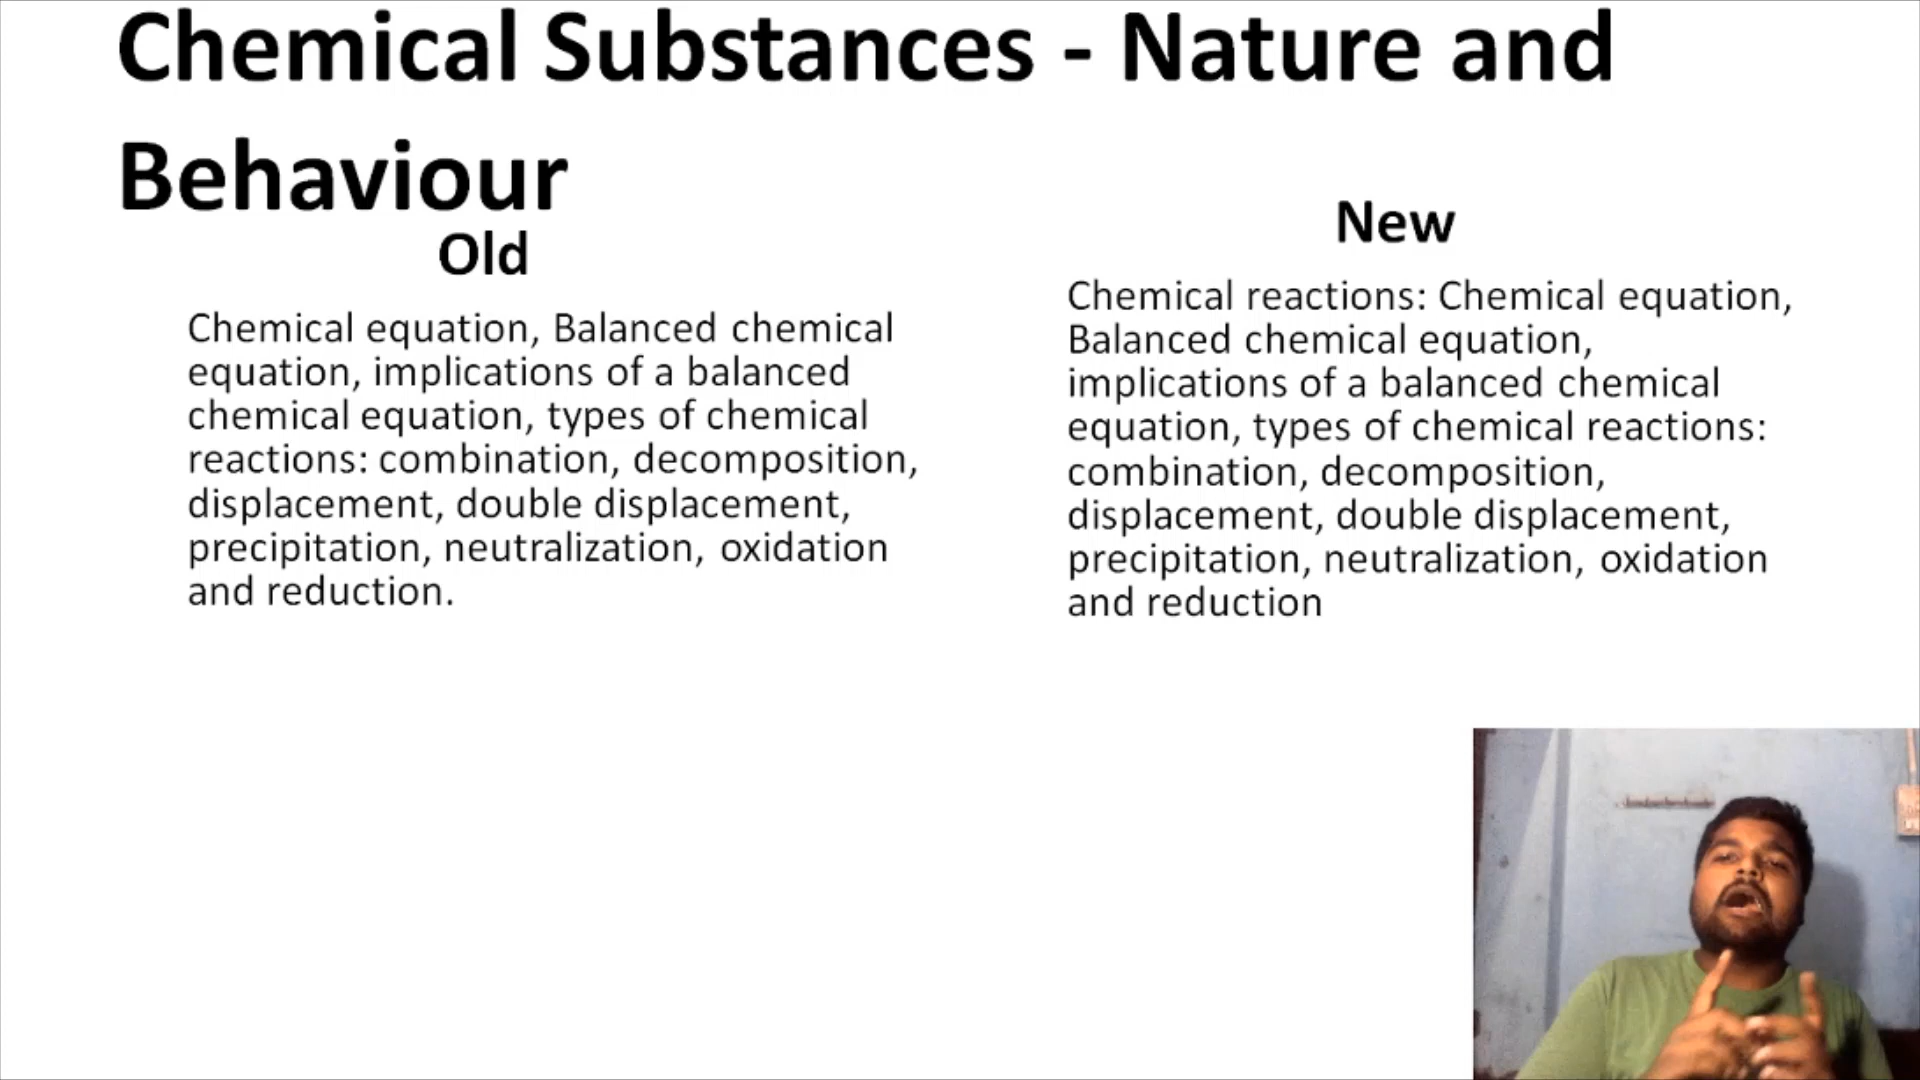 Chemical Substances - Nature and
Behaviour
Old
Chemical equation, Balanced chemical
equation, implications of a balanced
chemical equation, types of chemical
reactions: combination, decomposition,
displacement, double displacement,
precipitation, neutralization, oxidation
and reduction.
New
Chemical reactions: Chemical equation,
Balanced chemical equation,
implications of a balanced chemical
equation, types of chemical reactions:
combination, decomposition,
displacement, double displacement,
precipitation, neutralization, oxidation
and reduction